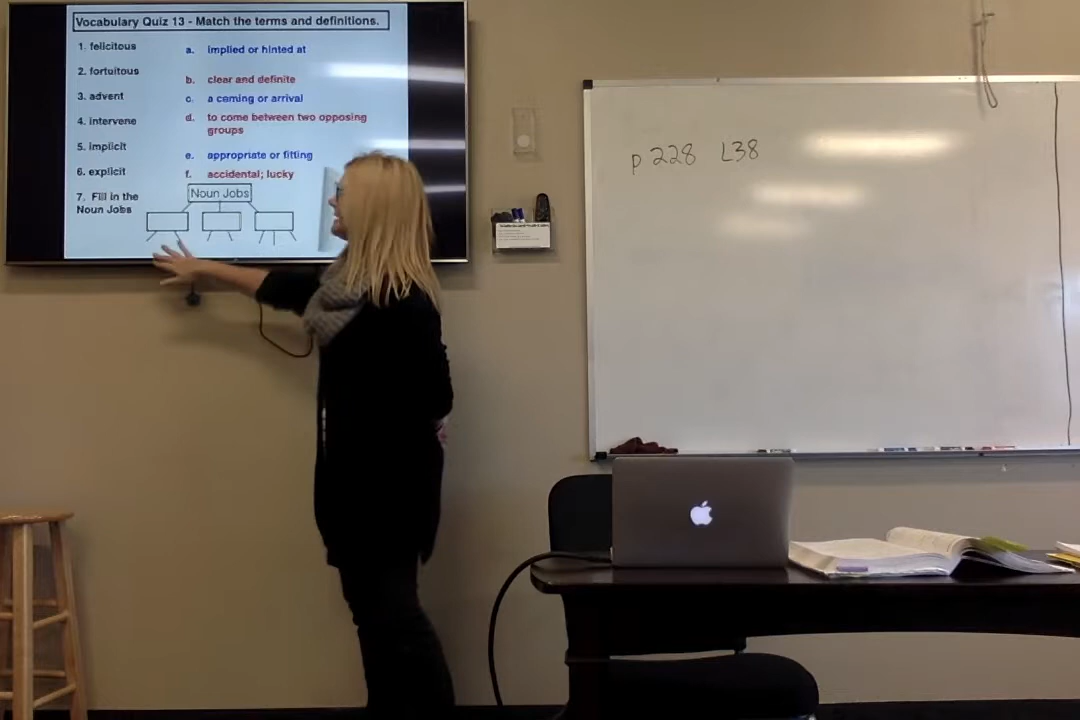 Vocabulary Quiz 13 - Match the terms and definitions.
1. felicitous
2. fortuitous
3. advent
4. intervene
5. implicit
6. explicit
7. Fill in the
Noun Jobs
a. implied or hinted at
b. clear and definite
c. a coming or arrival
d. to come between two opposing
groups
e. appropriate or fitting
f. accidental; lucky
Noun Jobs
p 228 L38